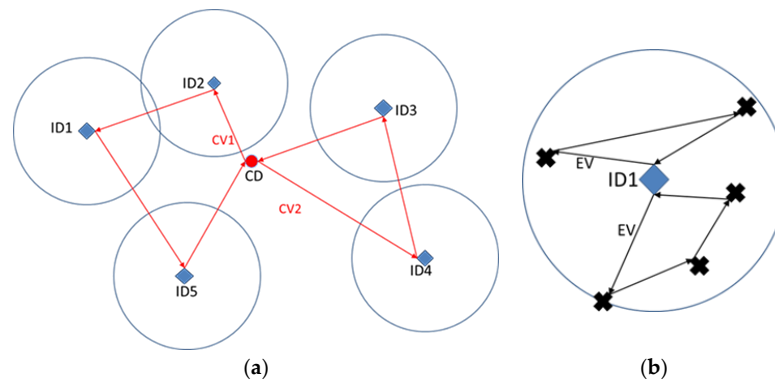 ID2
ID1
ID3
CV1
CD
CV2
ID4
ID5
EV
ID1
EV
(a)
(b)